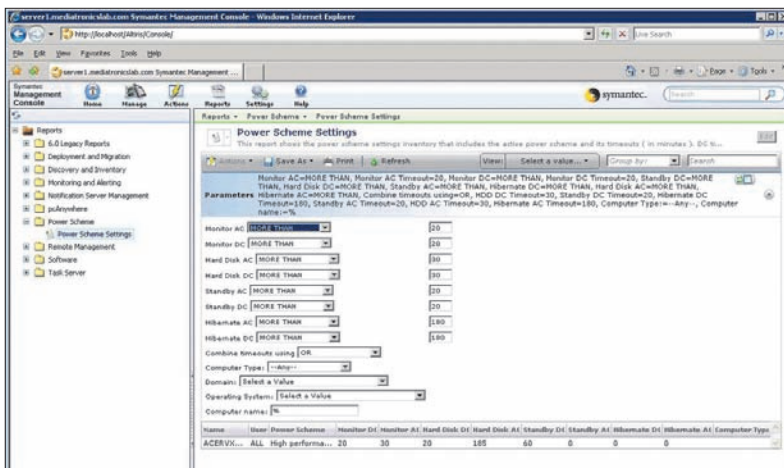 server1.mediatronicslab.com Symantec Management Console - Windows Internet Explorer
http://localhost/Altiris/Console/
Live Search
File Edit View Favorites Tools Help
server1.mediatronicslab.com Symantec Management ...
Page Tools
Symantec Management Console
Home Manage Actions Reports Settings Help
symantec.
Search
Reports
6.0 Legacy Reports
Deployment and Migration
Discovery and Inventory
Monitoring and Alerting
Notification Server Management
pcAnywhere
Power Scheme
Power Scheme Settings
Remote Management
Software
Task Server
Reports Power Scheme Power Scheme Settings
Power Scheme Settings
This report shows the power scheme settings inventory that includes the active power scheme and its timeouts ( in minutes ). DC ti...
Edit
Actions Save As Print Refresh View: Select a value... Group by: Search
Parameters
Monitor AC=MORE THAN, Monitor AC Timeout=20, Monitor DC=MORE THAN, Monitor DC Timeout=20, Standby DC=MORE
THAN, Hard Disk DC=MORE THAN, Standby AC=MORE THAN, Hibernate DC=MORE THAN, Hard Disk AC=MORE THAN,
Hibernate AC=MORE THAN, Combine timeouts using=OR, HDD DC Timeout=30, Standby DC Timeout=20, Hibernate DC
Timeout=180, Standby AC Timeout=20, HDD AC Timeout=30, Hibernate AC Timeout=180, Computer Type:=--Any--, Computer
name:=%
Monitor AC MORE THAN 20
Monitor DC MORE THAN 20
Hard Disk AC MORE THAN 30
Hard Disk DC MORE THAN 30
Standby AC MORE THAN 20
Standby DC MORE THAN 20
Hibernate AC MORE THAN 180
Hibernate DC MORE THAN 180
Combine timeouts using OR
Computer Type: --Any--
Domain: Select a Value
Operating System: Select a Value
Computer name: %
Name User Power Scheme Monitor DC Monitor AC Hard Disk DC Hard Disk AC Standby DC Standby AC Hibernate DC Hibernate AC Computer Type
ACERVX... ALL High performa... 20 30 20 185 60 0 0 0